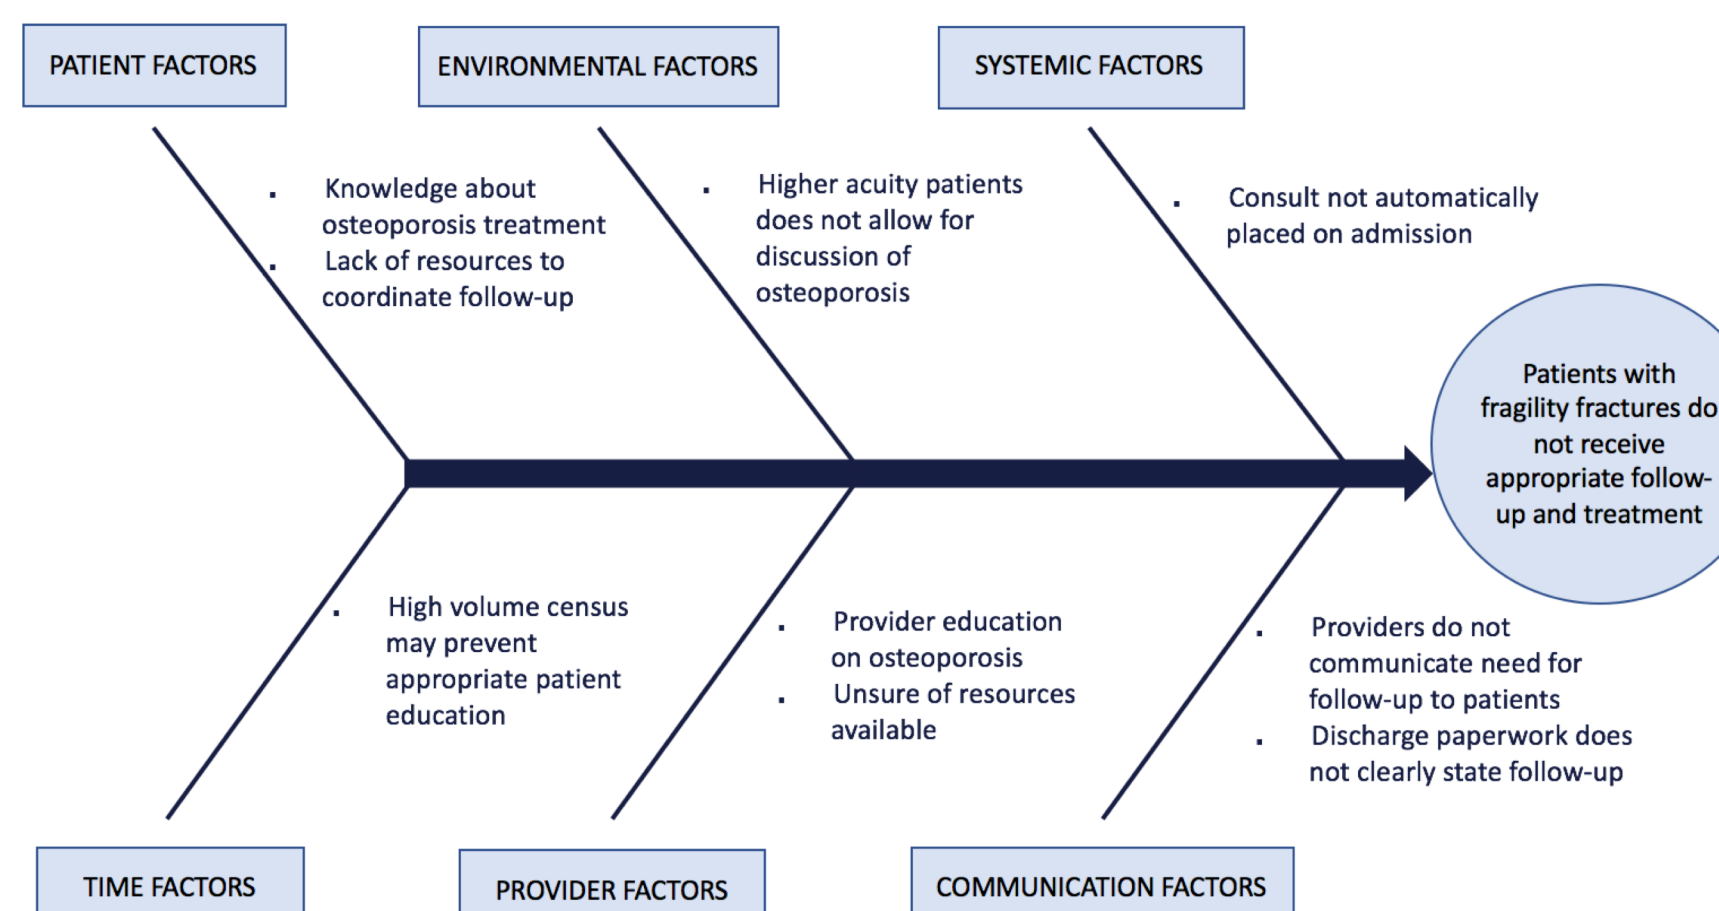 PATIENT FACTORS
ENVIRONMENTAL FACTORS
SYSTEMIC FACTORS
▪ Knowledge about
osteoporosis treatment
▪ Lack of resources to
coordinate follow-up
▪ Higher acuity patients
does not allow for
discussion of
osteoporosis
▪ Consult not automatically
placed on admission
Patients with
fragility fractures do
not receive
appropriate follow-
up and treatment
▪ High volume census
may prevent
appropriate patient
education
▪ Provider education
on osteoporosis
▪ Unsure of resources
available
▪ Providers do not
communicate need for
follow-up to patients
▪ Discharge paperwork does
not clearly state follow-up
TIME FACTORS
PROVIDER FACTORS
COMMUNICATION FACTORS